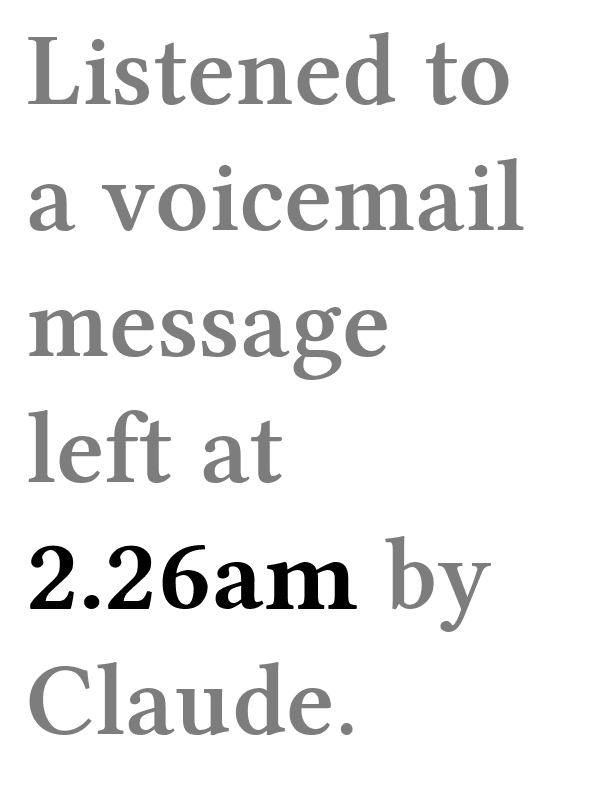 Listened to
a voicemail
message
left at
2.26am by
Claude.